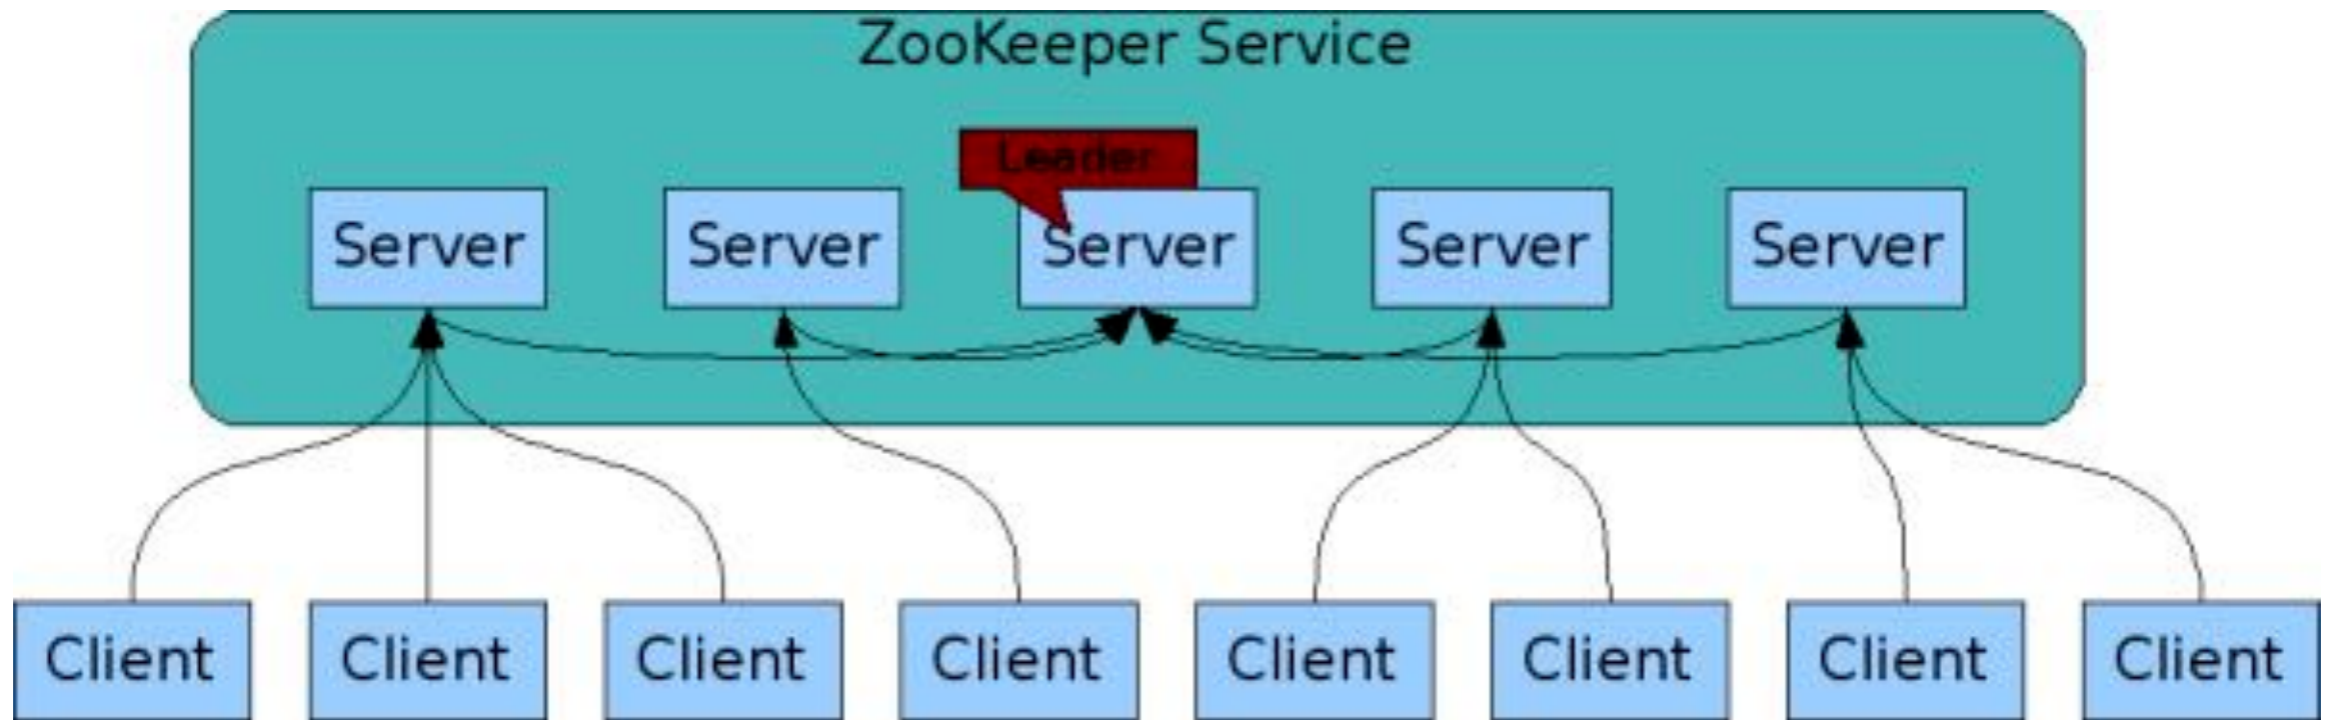 ZooKeeper Service
Leader
Server Server Server Server Server
Client Client Client Client Client Client Client Client